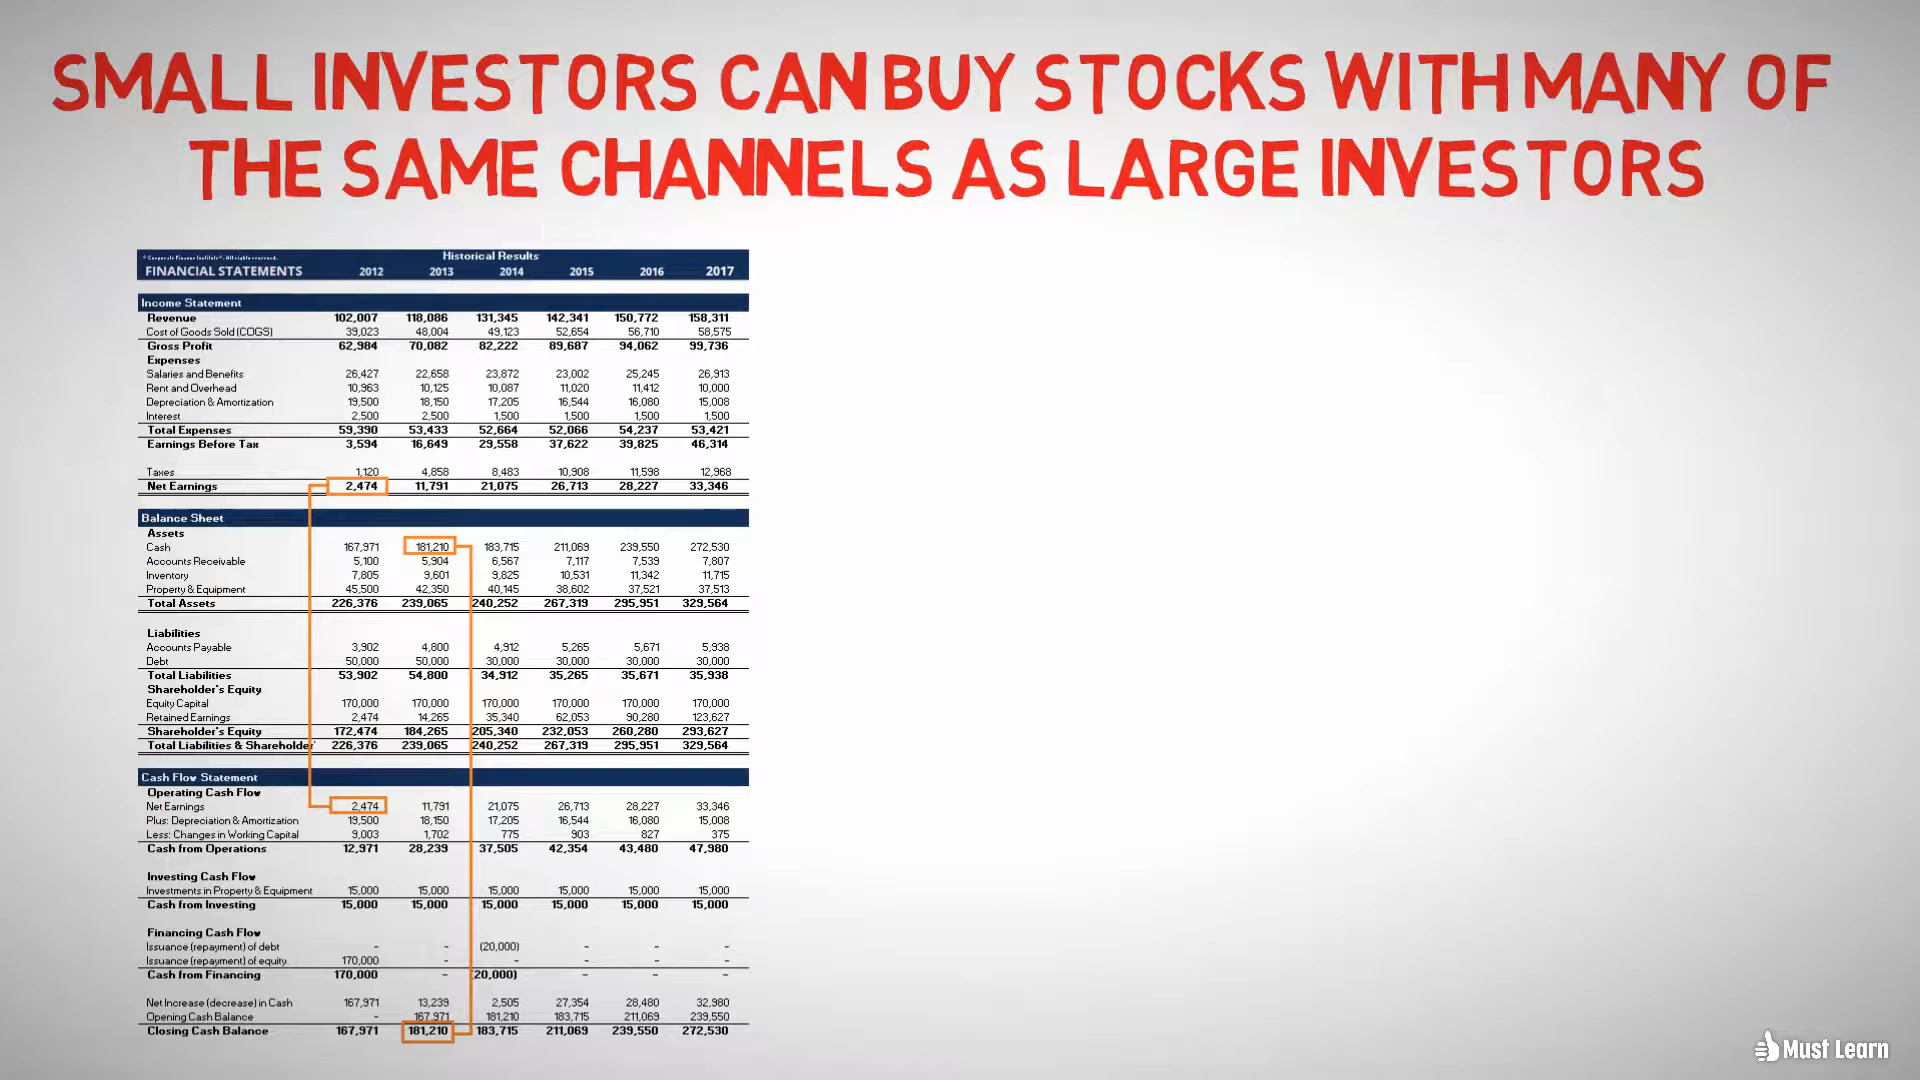 SMALL INVESTORS CAN BUY STOCKS WITH MANY OF
THE SAME CHANNELS AS LARGE INVESTORS
© Corporate Finance Institute®. All rights reserved.
Historical Results
FINANCIAL STATEMENTS 2012 2013 2014 2015 2016 2017
Income Statement
Revenue 102,007 118,086 131,345 142,341 150,772 158,311
Cost of Goods Sold (COGS) 39,023 48,004 49,123 52,654 56,710 58,575
Gross Profit 62,984 70,082 82,222 89,687 94,062 99,736
Expenses
Salaries and Benefits 26,427 22,658 23,872 23,002 25,245 26,913
Rent and Overhead 10,963 10,125 10,087 11,020 11,412 10,000
Depreciation & Amortization 19,500 18,150 17,205 16,544 16,080 15,008
Interest 2,500 2,500 1,500 1,500 1,500 1,500
Total Expenses 59,390 53,433 52,664 52,066 54,237 53,421
Earnings Before Tax 3,594 16,649 29,558 37,622 39,825 46,314
Taxes 1,120 4,858 8,483 10,908 11,598 12,968
Net Earnings 2,474 11,791 21,075 26,713 28,227 33,346
Balance Sheet
Assets
Cash 167,971 181,210 183,715 211,069 239,550 272,530
Accounts Receivable 5,100 5,904 6,567 7,117 7,539 7,807
Inventory 7,805 9,601 9,825 10,531 11,342 11,715
Property & Equipment 45,500 42,350 40,145 38,602 37,521 37,513
Total Assets 226,376 239,065 240,252 267,319 295,951 329,564
Liabilities
Accounts Payable 3,902 4,800 4,912 5,265 5,671 5,938
Debt 50,000 50,000 30,000 30,000 30,000 30,000
Total Liabilities 53,902 54,800 34,912 35,265 35,671 35,938
Shareholder's Equity
Equity Capital 170,000 170,000 170,000 170,000 170,000 170,000
Retained Earnings 2,474 14,265 35,340 62,053 90,280 123,627
Shareholder's Equity 172,474 184,265 205,340 232,053 260,280 293,627
Total Liabilities & Shareholder' 226,376 239,065 240,252 267,319 295,951 329,564
Cash Flow Statement
Operating Cash Flow
Net Earnings 2,474 11,791 21,075 26,713 28,227 33,346
Plus: Depreciation & Amortization 19,500 18,150 17,205 16,544 16,080 15,008
Less: Changes in Working Capital 9,003 1,702 775 903 827 375
Cash from Operations 12,971 28,239 37,505 42,354 43,480 47,980
Investing Cash Flow
Investments in Property & Equipment 15,000 15,000 15,000 15,000 15,000 15,000
Cash from Investing 15,000 15,000 15,000 15,000 15,000 15,000
Financing Cash Flow
Issuance (repayment) of debt - - (20,000) - - -
Issuance (repayment) of equity 170,000 - - - - -
Cash from Financing 170,000 - (20,000) - - -
Net Increase (decrease) in Cash 167,971 13,239 2,505 27,354 28,480 32,980
Opening Cash Balance - 167,971 181,210 183,715 211,069 239,550
Closing Cash Balance 167,971 181,210 183,715 211,069 239,550 272,530
Must Learn